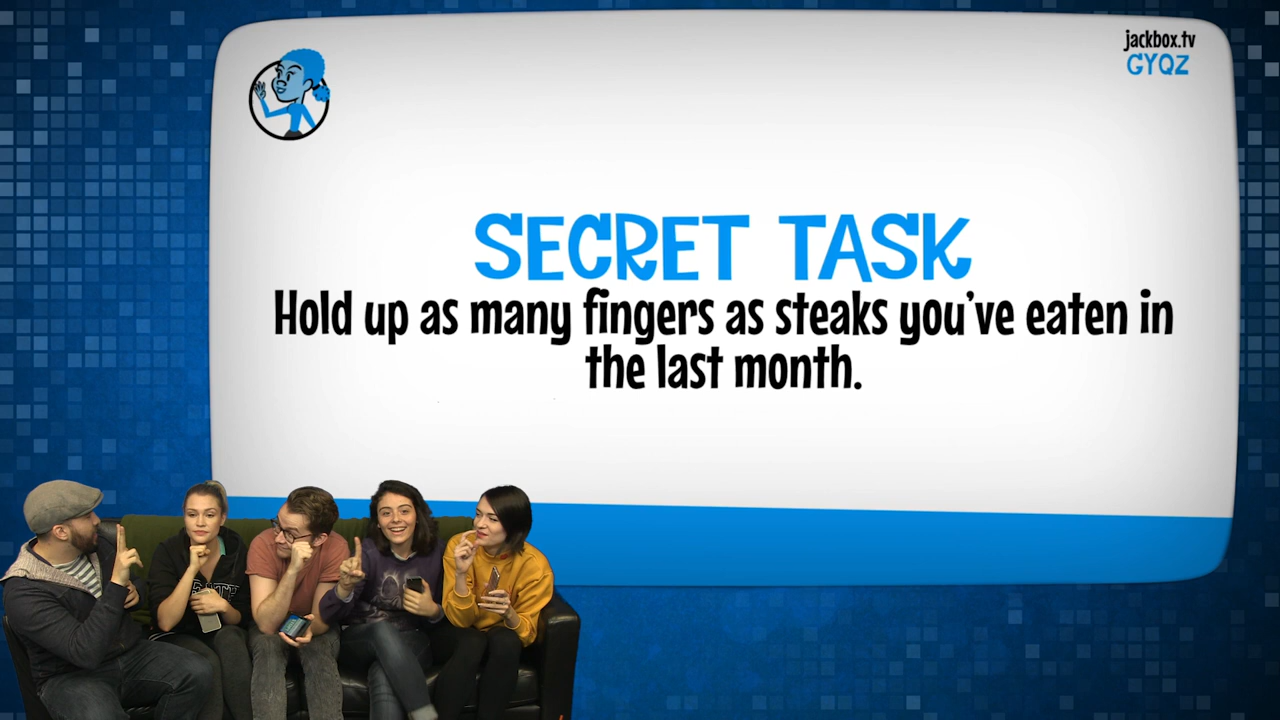 jackbox.tv
GYQZ
SECRET TASK
Hold up as many fingers as steaks you've eaten in
the last month.